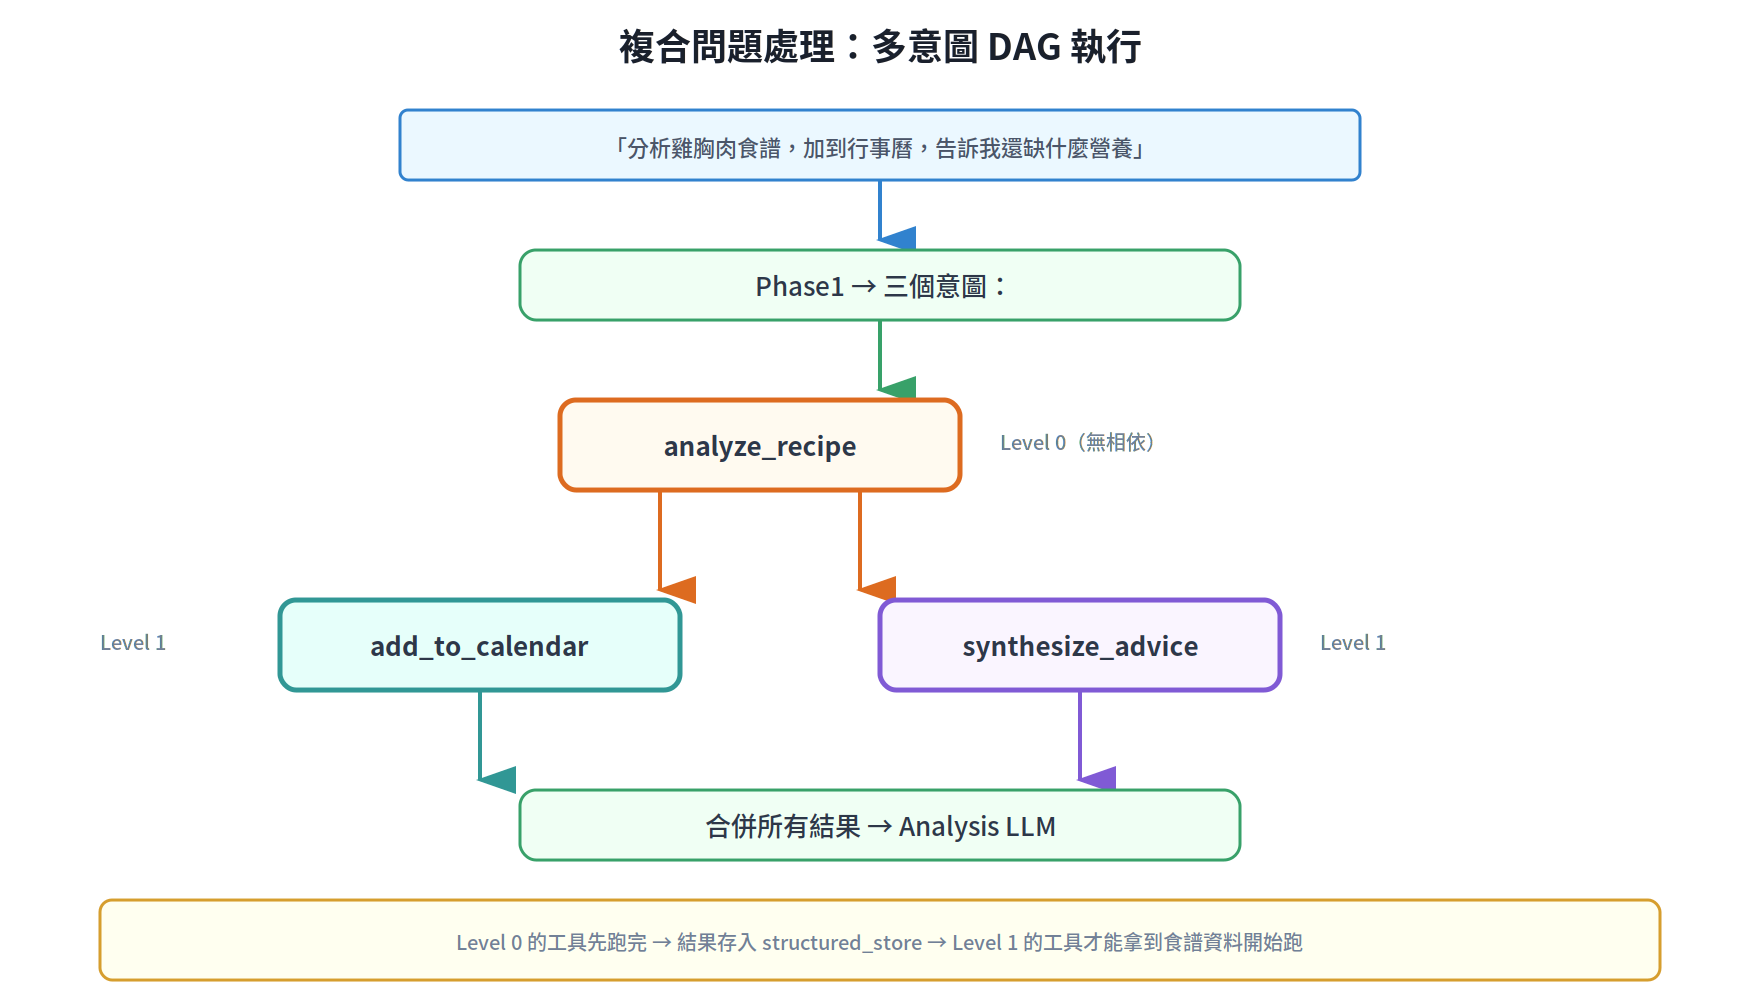 複合問題處理：多意圖 DAG 執行
「分析雞胸肉食譜，加到行事曆，告訴我還缺什麼營養」
Phase1 → 三個意圖：
analyze_recipe
Level 0（無相依）
Level 1
add_to_calendar
synthesize_advice
Level 1
合併所有結果 → Analysis LLM
Level 0 的工具先跑完 → 結果存入 structured_store → Level 1 的工具才能拿到食譜資料開始跑